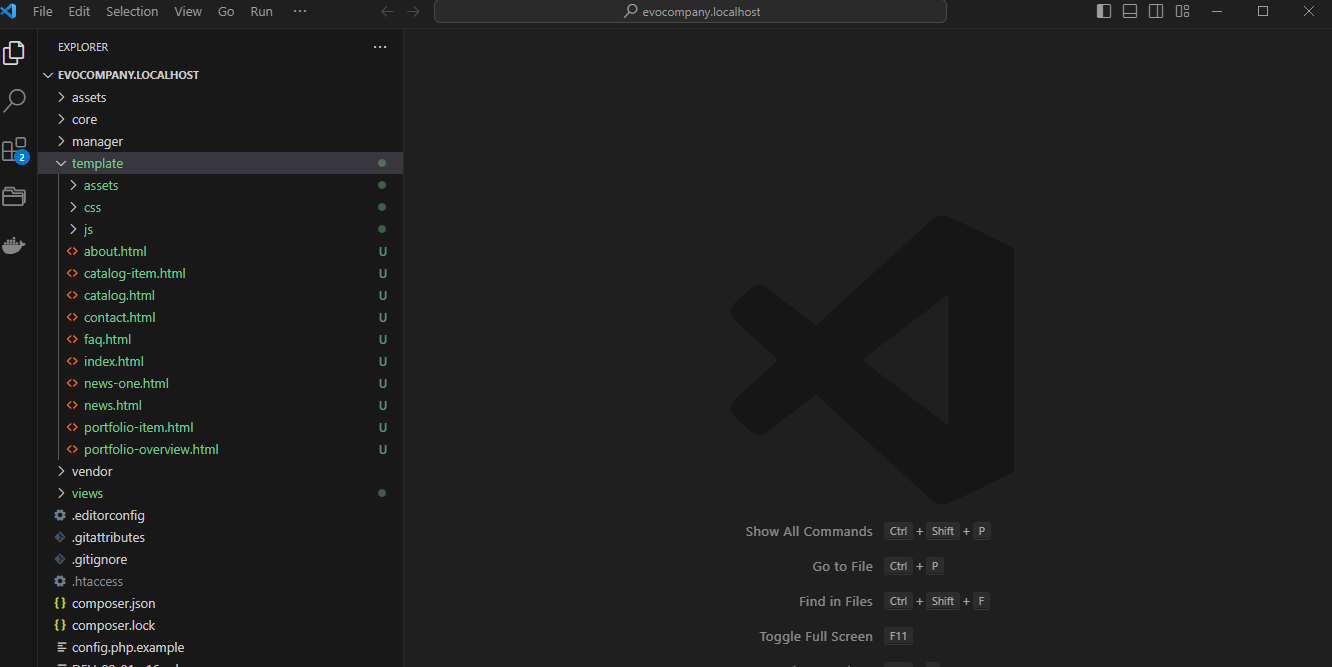 File Edit Selection View Go Run ···
evocompany.localhost
EXPLORER ···
EVOCOMPANY.LOCALHOST
assets
core
manager
template
assets
css
js
about.html U
catalog-item.html U
catalog.html U
contact.html U
faq.html U
index.html U
news-one.html U
news.html U
portfolio-item.html U
portfolio-overview.html U
vendor
views
.editorconfig
.gitattributes
.gitignore
.htaccess
composer.json
composer.lock
config.php.example
2
Show All Commands Ctrl + Shift + P
Go to File Ctrl + P
Find in Files Ctrl + Shift + F
Toggle Full Screen F11